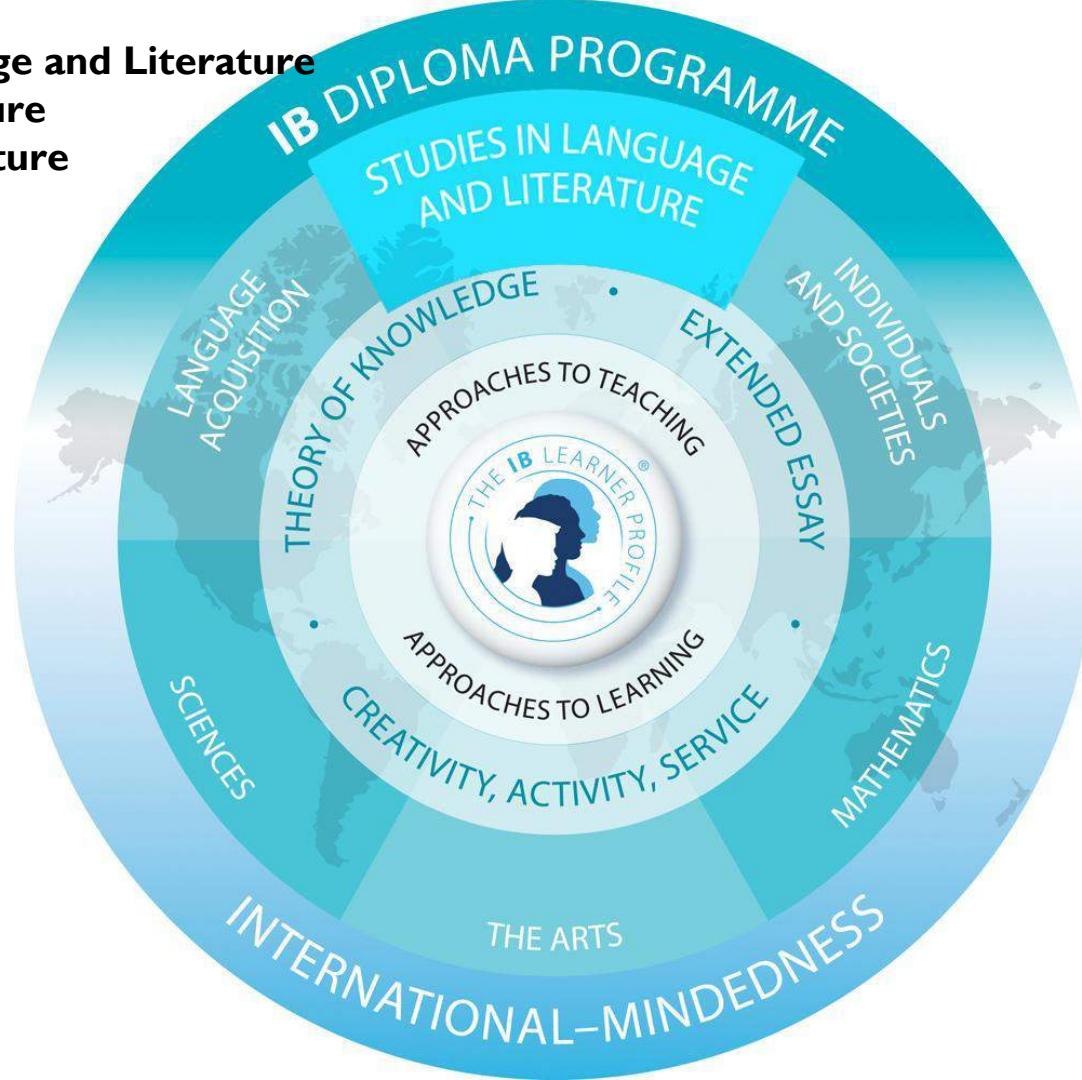 ge and Literature
ure
ture
IB DIPLOMA PROGRAMME
STUDIES IN LANGUAGE
AND LITERATURE
LANGUAGE
ACQUISITION
INDIVIDUALS
AND SOCIETIES
THEORY OF KNOWLEDGE
EXTENDED ESSAY
APPROACHES TO TEACHING
THE IB LEARNER PROFILE ®
APPROACHES TO LEARNING
CREATIVITY, ACTIVITY, SERVICE
SCIENCES
MATHEMATICS
THE ARTS
INTERNATIONAL–MINDEDNESS